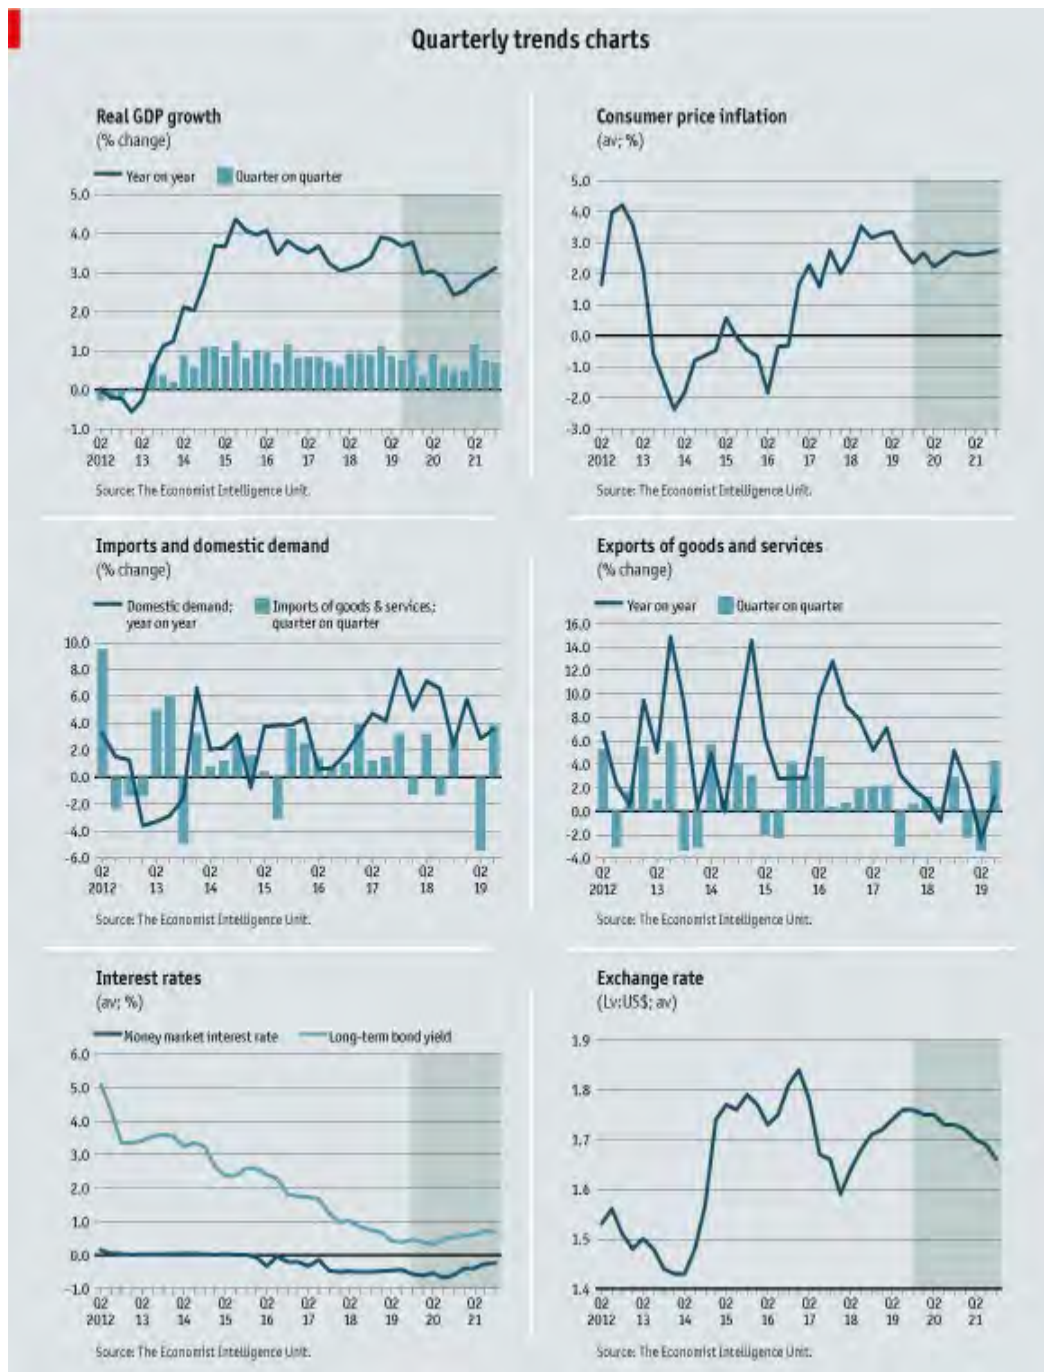 Quarterly trends charts
Real GDP growth
(% change)
Year on year
Quarter on quarter
5.0
4.0
3.0
2.0
1.0
0.0
-1.0
Q2 Q2 Q2 Q2 Q2 Q2 Q2 Q2 Q2 Q2
2012 13 14 15 16 17 18 19 20 21
Source: The Economist Intelligence Unit.
Consumer price inflation
(av; %)
5.0
4.0
3.0
2.0
1.0
0.0
-1.0
-2.0
-3.0
Q2 Q2 Q2 Q2 Q2 Q2 Q2 Q2 Q2 Q2
2012 13 14 15 16 17 18 19 20 21
Source: The Economist Intelligence Unit.
Imports and domestic demand
(% change)
Domestic demand;
year on year
Imports of goods & services;
quarter on quarter
10.0
8.0
6.0
4.0
2.0
0.0
-2.0
-4.0
-6.0
Q2 Q2 Q2 Q2 Q2 Q2 Q2 Q2
2012 13 14 15 16 17 18 19
Source: The Economist Intelligence Unit.
Exports of goods and services
(% change)
Year on year
Quarter on quarter
16.0
14.0
12.0
10.0
8.0
6.0
4.0
2.0
0.0
-2.0
-4.0
Q2 Q2 Q2 Q2 Q2 Q2 Q2 Q2
2012 13 14 15 16 17 18 19
Source: The Economist Intelligence Unit.
Interest rates
(av; %)
Money market interest rate
Long-term bond yield
6.0
5.0
4.0
3.0
2.0
1.0
0.0
-1.0
Q2 Q2 Q2 Q2 Q2 Q2 Q2 Q2 Q2 Q2
2012 13 14 15 16 17 18 19 20 21
Source: The Economist Intelligence Unit.
Exchange rate
(Lv:US$; av)
1.9
1.8
1.7
1.6
1.5
1.4
Q2 Q2 Q2 Q2 Q2 Q2 Q2 Q2 Q2 Q2
2012 13 14 15 16 17 18 19 20 21
Source: The Economist Intelligence Unit.